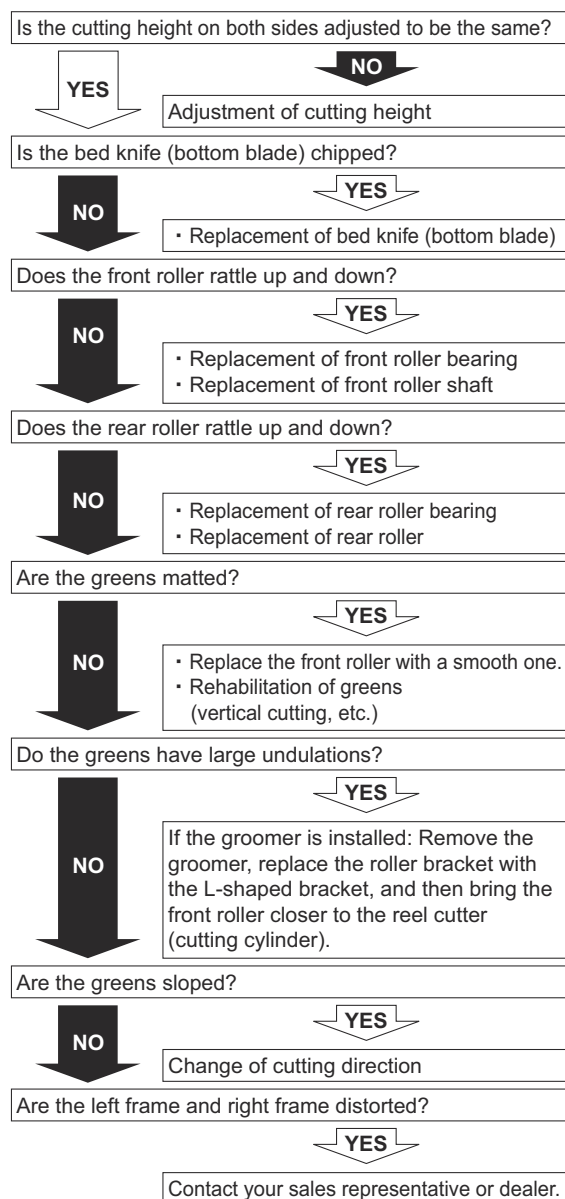 Is the cutting height on both sides adjusted to be the same?
YES
NO
Adjustment of cutting height
Is the bed knife (bottom blade) chipped?
NO
YES
・Replacement of bed knife (bottom blade)
Does the front roller rattle up and down?
NO
YES
・Replacement of front roller bearing
・Replacement of front roller shaft
Does the rear roller rattle up and down?
NO
YES
・Replacement of rear roller bearing
・Replacement of rear roller
Are the greens matted?
NO
YES
・Replace the front roller with a smooth one.
・Rehabilitation of greens
(vertical cutting, etc.)
Do the greens have large undulations?
NO
YES
If the groomer is installed: Remove the
groomer, replace the roller bracket with
the L-shaped bracket, and then bring the
front roller closer to the reel cutter
(cutting cylinder).
Are the greens sloped?
NO
YES
Change of cutting direction
Are the left frame and right frame distorted?
YES
Contact your sales representative or dealer.